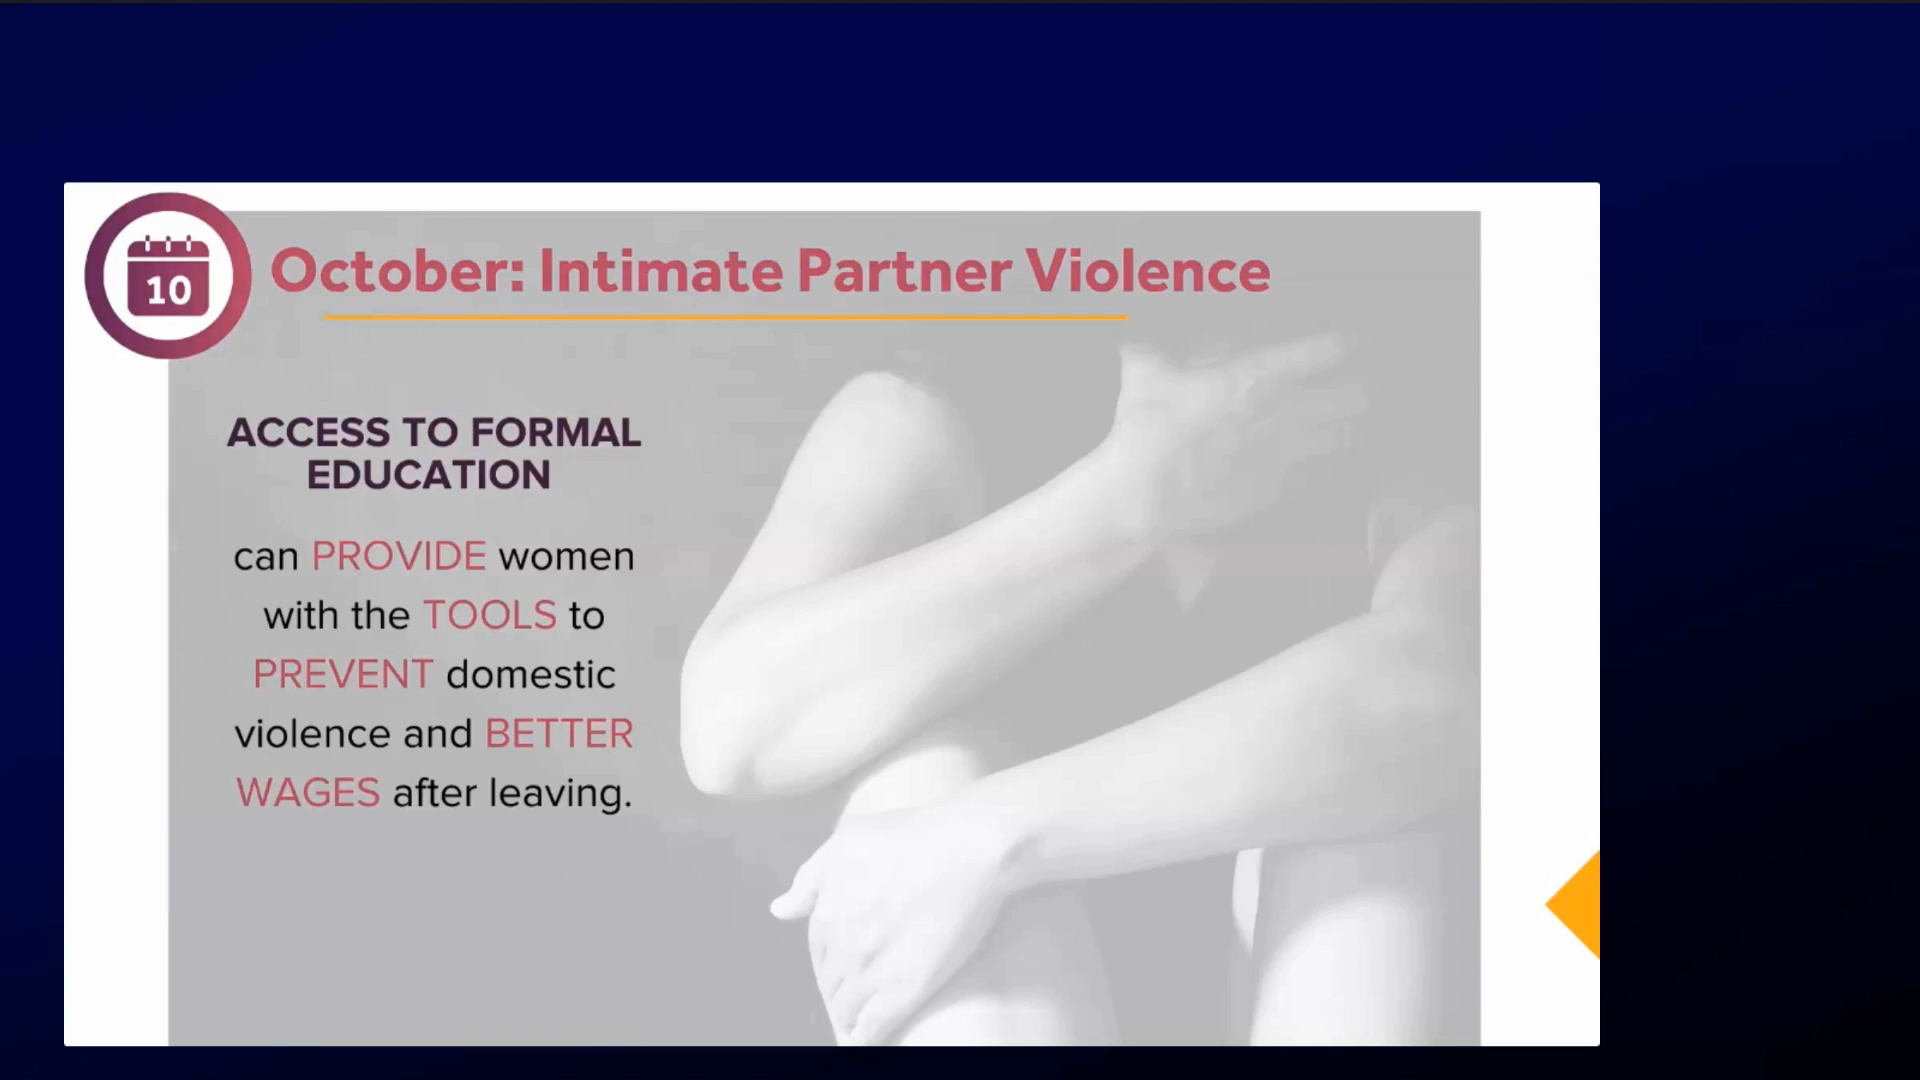 10
October: Intimate Partner Violence
ACCESS TO FORMAL
EDUCATION
can PROVIDE women
with the TOOLS to
PREVENT domestic
violence and BETTER
WAGES after leaving.